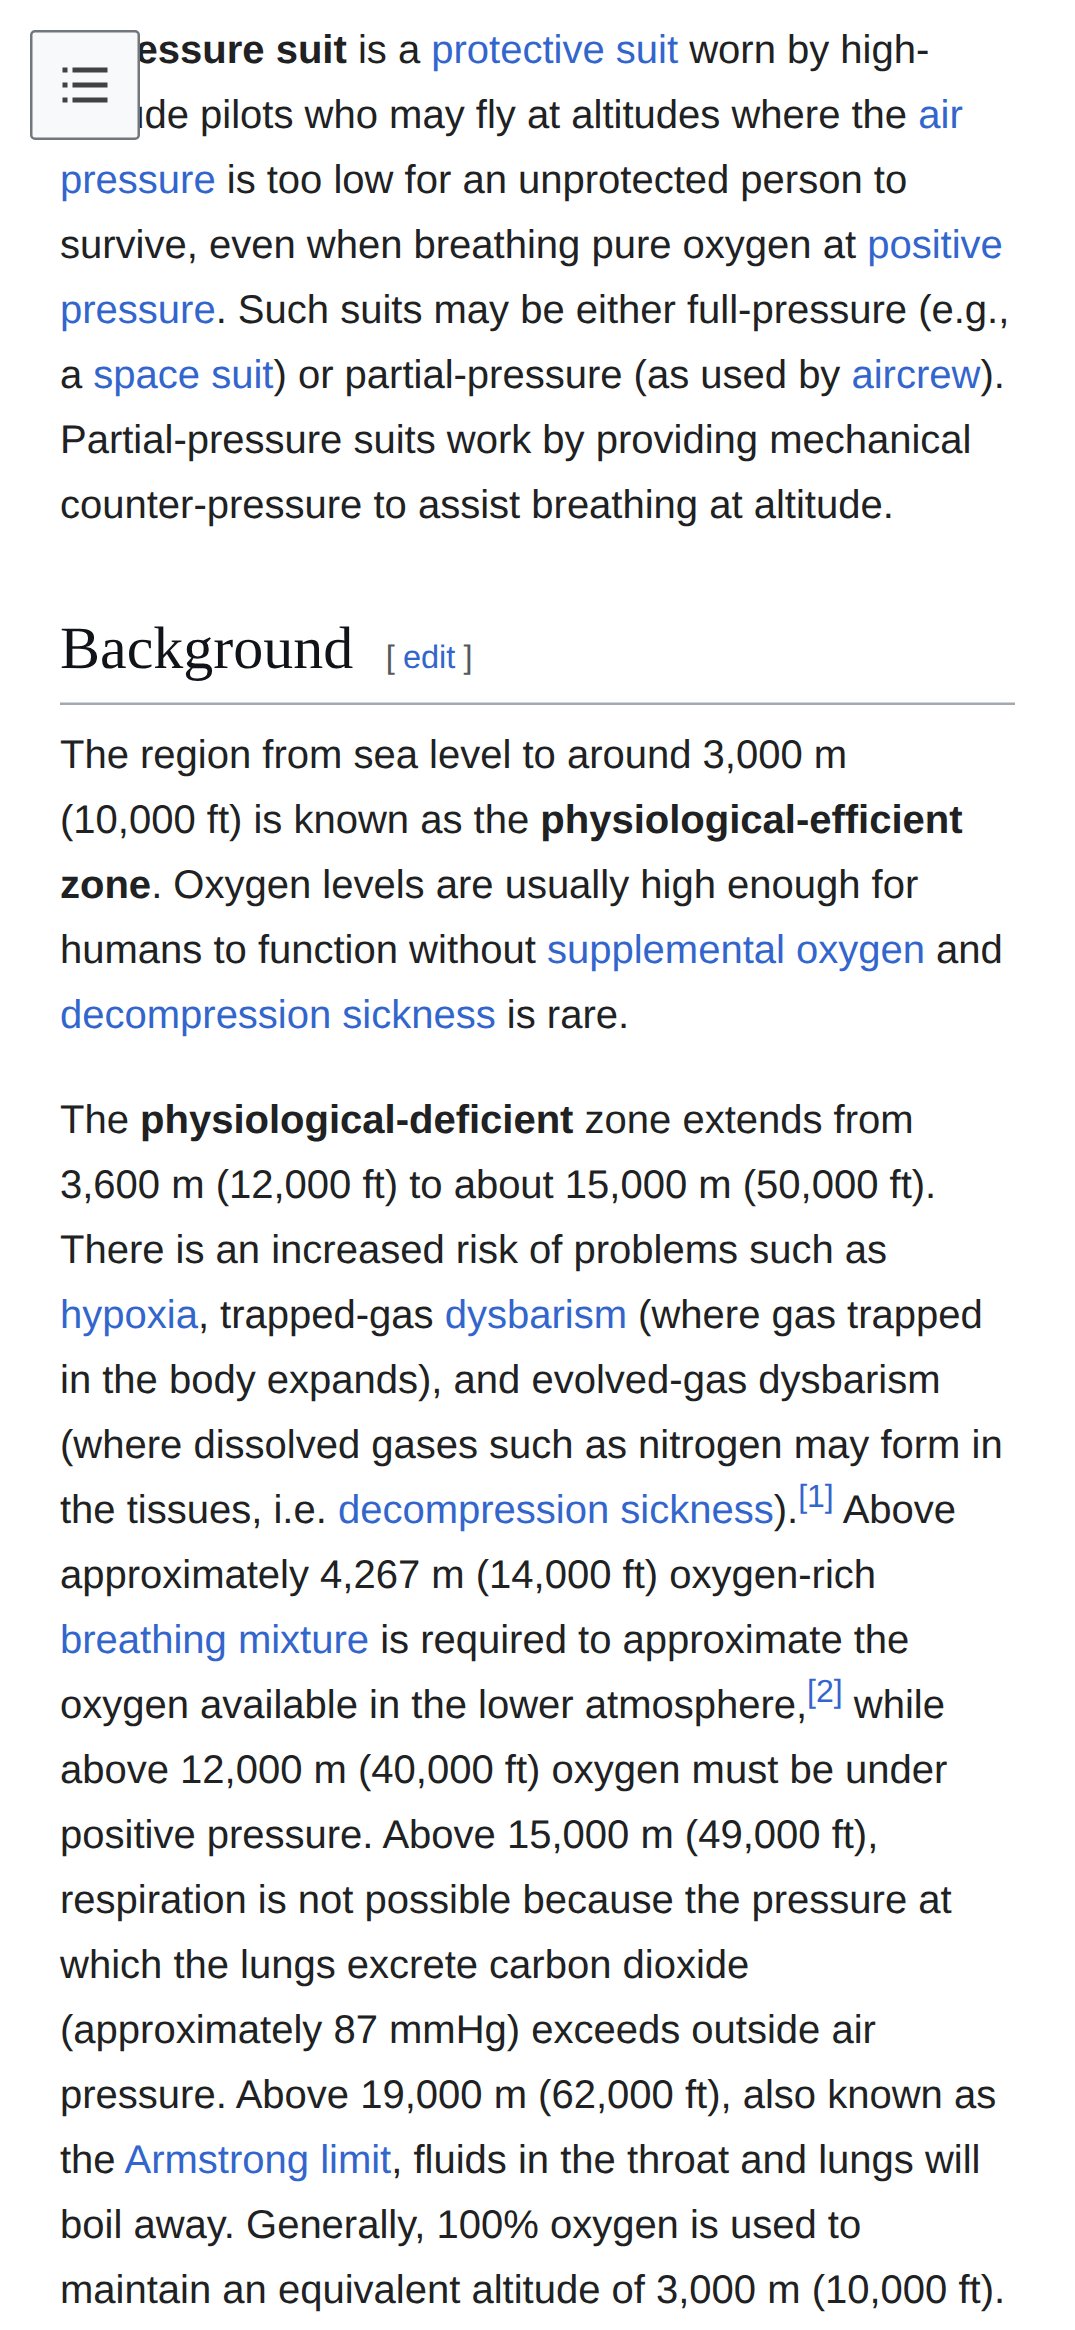 essure suit is a protective suit worn by high-
ude pilots who may fly at altitudes where the air
pressure is too low for an unprotected person to
survive, even when breathing pure oxygen at positive
pressure. Such suits may be either full-pressure (e.g.,
a space suit) or partial-pressure (as used by aircrew).
Partial-pressure suits work by providing mechanical
counter-pressure to assist breathing at altitude.
Background [ edit ]
The region from sea level to around 3,000 m
(10,000 ft) is known as the physiological-efficient
zone. Oxygen levels are usually high enough for
humans to function without supplemental oxygen and
decompression sickness is rare.
The physiological-deficient zone extends from
3,600 m (12,000 ft) to about 15,000 m (50,000 ft).
There is an increased risk of problems such as
hypoxia, trapped-gas dysbarism (where gas trapped
in the body expands), and evolved-gas dysbarism
(where dissolved gases such as nitrogen may form in
the tissues, i.e. decompression sickness).[1] Above
approximately 4,267 m (14,000 ft) oxygen-rich
breathing mixture is required to approximate the
oxygen available in the lower atmosphere,[2] while
above 12,000 m (40,000 ft) oxygen must be under
positive pressure. Above 15,000 m (49,000 ft),
respiration is not possible because the pressure at
which the lungs excrete carbon dioxide
(approximately 87 mmHg) exceeds outside air
pressure. Above 19,000 m (62,000 ft), also known as
the Armstrong limit, fluids in the throat and lungs will
boil away. Generally, 100% oxygen is used to
maintain an equivalent altitude of 3,000 m (10,000 ft).